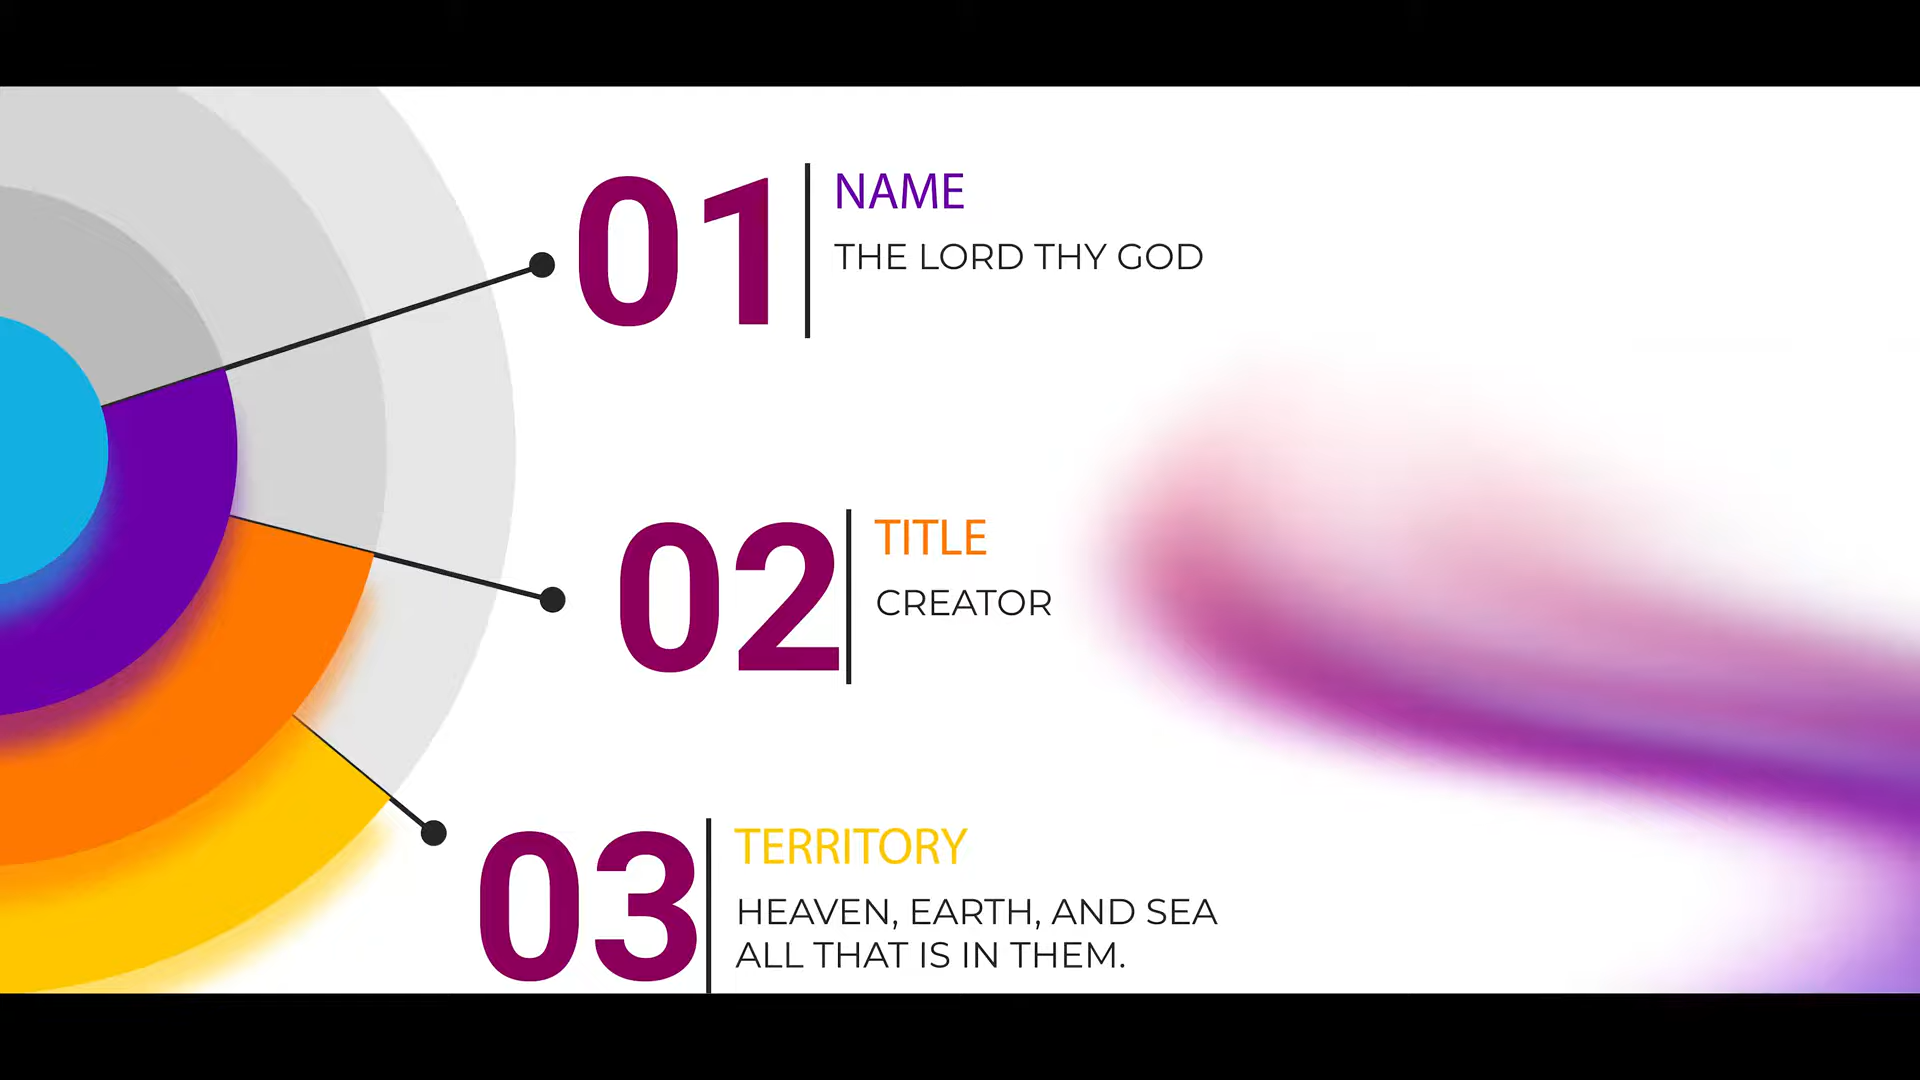 01
NAME
THE LORD THY GOD
02
TITLE
CREATOR
03
TERRITORY
HEAVEN, EARTH, AND SEA
ALL THAT IS IN THEM.